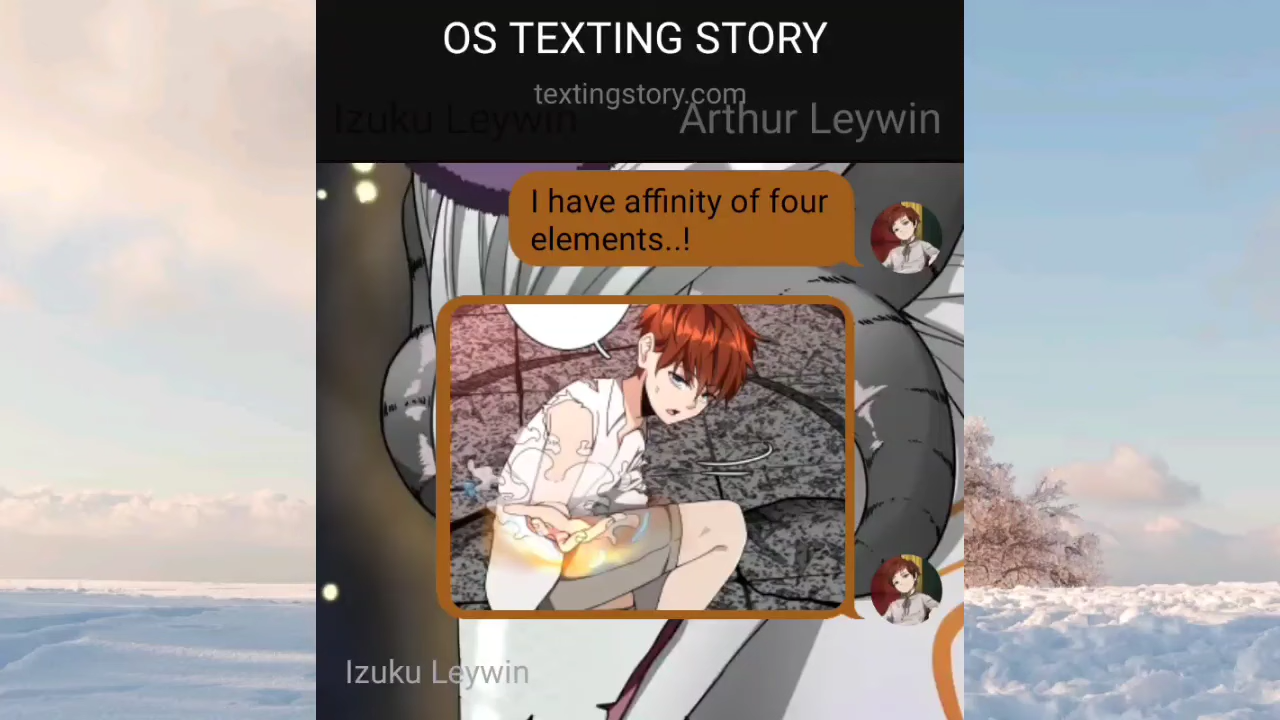 OS TEXTING STORY
textingstory.com
Izuku Leywin
Arthur Leywin
I have affinity of four
elements..!
Izuku Leywin